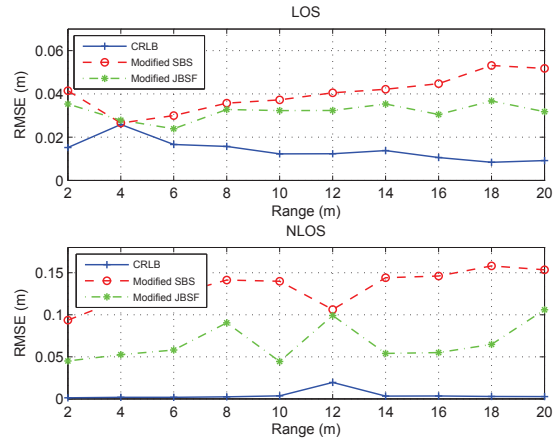 LOS
0.06
0.04
0.02
0
RMSE (m)
CRLB
Modified SBS
Modified JBSF
2 4 6 8 10 12 14 16 18 20
Range (m)
NLOS
0.15
0.1
0.05
0
RMSE (m)
CRLB
Modified SBS
Modified JBSF
2 4 6 8 10 12 14 16 18 20
Range (m)